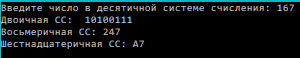 Введите число в десятичной системе счисления: 167
Двоичная СС:  10100111
Восьмеричная СС: 247
Шестнадцатеричная СС: A7